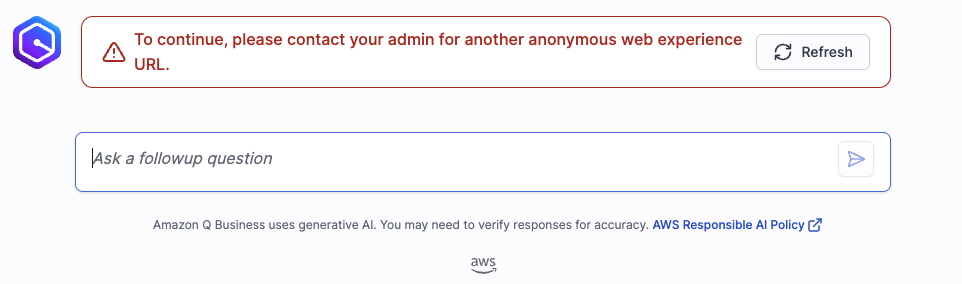 To continue, please contact your admin for another anonymous web experience
URL.
Refresh
Ask a followup question
Amazon Q Business uses generative AI. You may need to verify responses for accuracy. AWS Responsible AI Policy
aws